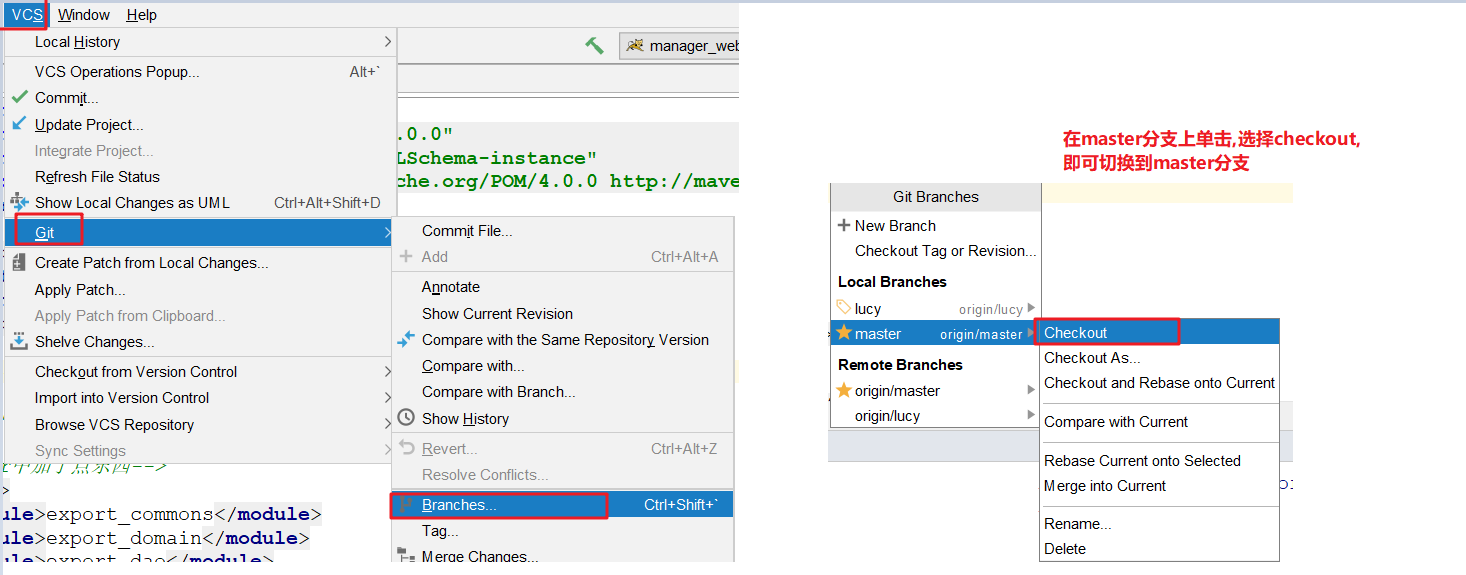 VCS Window Help
Local History
manager_web
VCS Operations Popup... Alt+`
Commit...
Update Project...
Integrate Project...
Refresh File Status
Show Local Changes as UML Ctrl+Alt+Shift+D
Git
Create Patch from Local Changes...
Apply Patch...
Apply Patch from Clipboard...
Shelve Changes...
Checkout from Version Control
Import into Version Control
Browse VCS Repository
Sync Settings
.0.0"
LSchema-instance"
che.org/POM/4.0.0 http://mave
Commit File...
Add Ctrl+Alt+A
Annotate
Show Current Revision
Compare with the Same Repository Version
Compare with...
Compare with Branch...
Show History
Revert... Ctrl+Alt+Z
Resolve Conflicts...
Branches... Ctrl+Shift+`
Tag...
Merge Changes...
>
ule>export_commons</module>
ule>export_domain</module>
ule>export_dao</module>
在master分支上单击,选择checkout,
即可切换到master分支
Git Branches
New Branch
Checkout Tag or Revision...
Local Branches
lucy origin/lucy
master origin/master
Remote Branches
origin/master
origin/lucy
Checkout
Checkout As...
Checkout and Rebase onto Current
Compare with Current
Rebase Current onto Selected
Merge into Current
Rename...
Delete